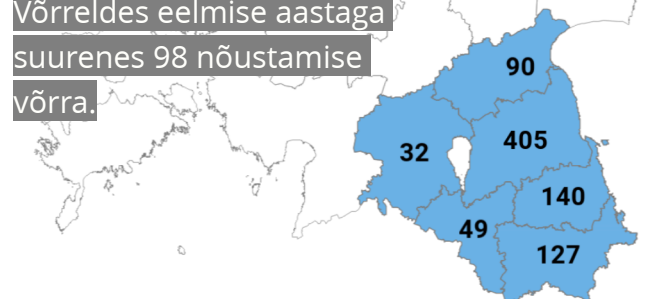 Võrreldes eelmise aastaga
suurenes 98 nõustamise
võrra.
90
405
32
140
49
127